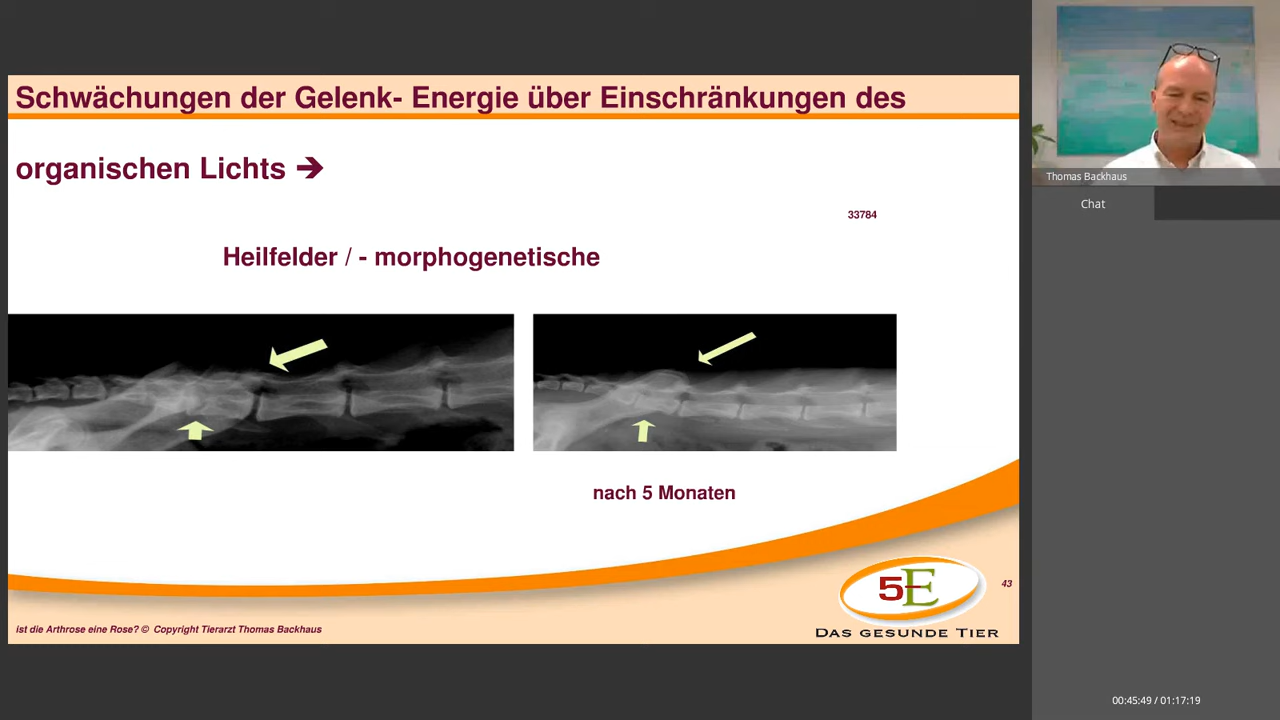 Schwächungen der Gelenk- Energie über Einschränkungen des
organischen Lichts ➔
33784
Heilfelder / - morphogenetische
nach 5 Monaten
5E
DAS GESUNDE TIER
43
ist die Arthrose eine Rose? © Copyright Tierarzt Thomas Backhaus
Thomas Backhaus
Chat
00:45:49 / 01:17:19